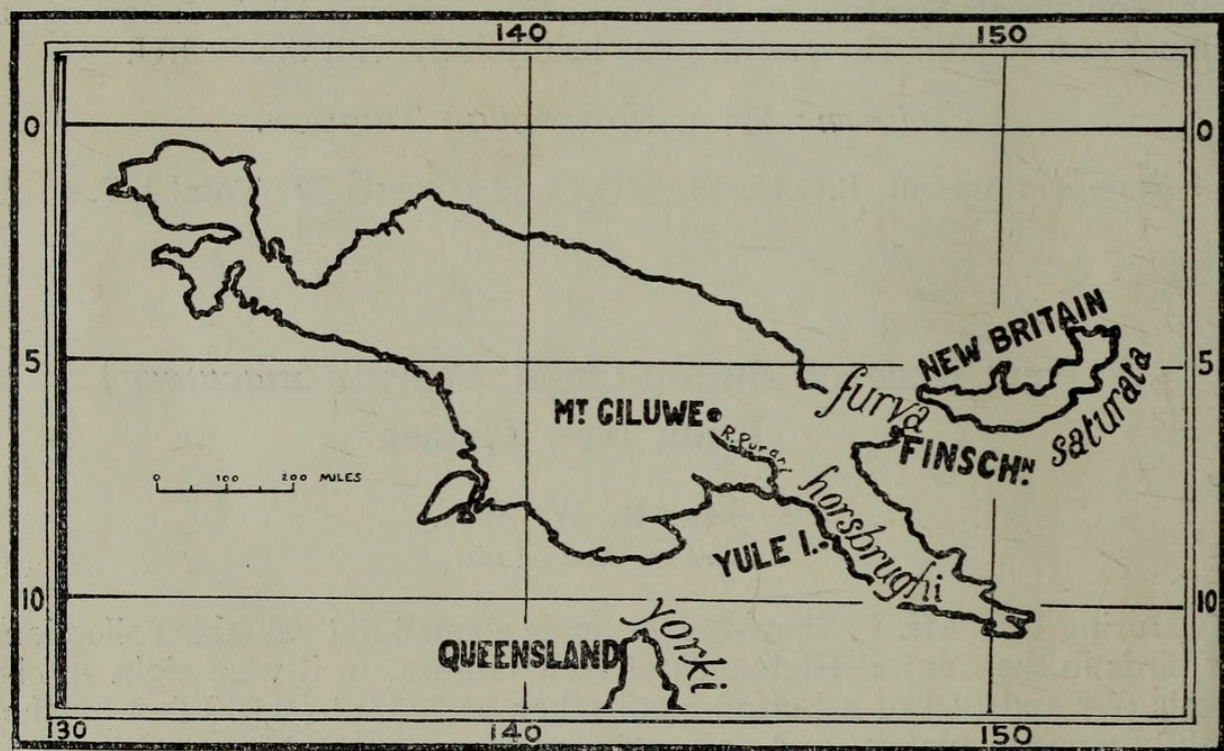 140 150
0 0
NEW BRITAIN
5 5
furva
saturata
MT GILUWE
R. Purari
FINSCHN.
0 100 200 MILES
horsbrughi
YULE I.
10 10
yorki
QUEENSLAND
130 140 150